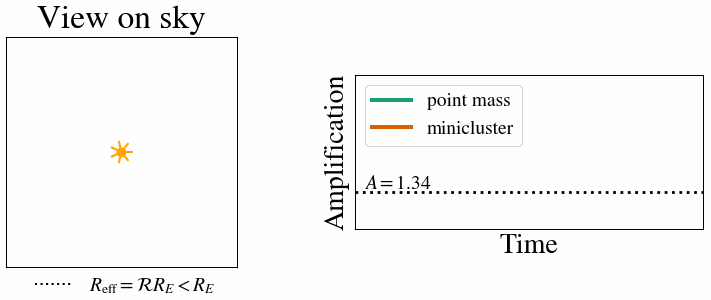 View on sky
R_eff = ℛR_E < R_E
Amplification
point mass
minicluster
A = 1.34
Time